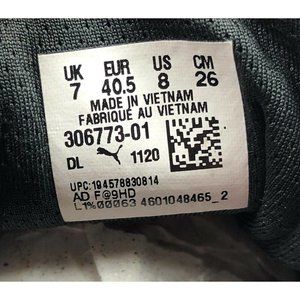 UK EUR US CM
7 40.5 8 26
MADE IN VIETNAM
FABRIQUÉ AU VIETNAM
306773-01
DL 1120
UPC:194578830814
AD F@9HD
L1%00063 4601048465_2